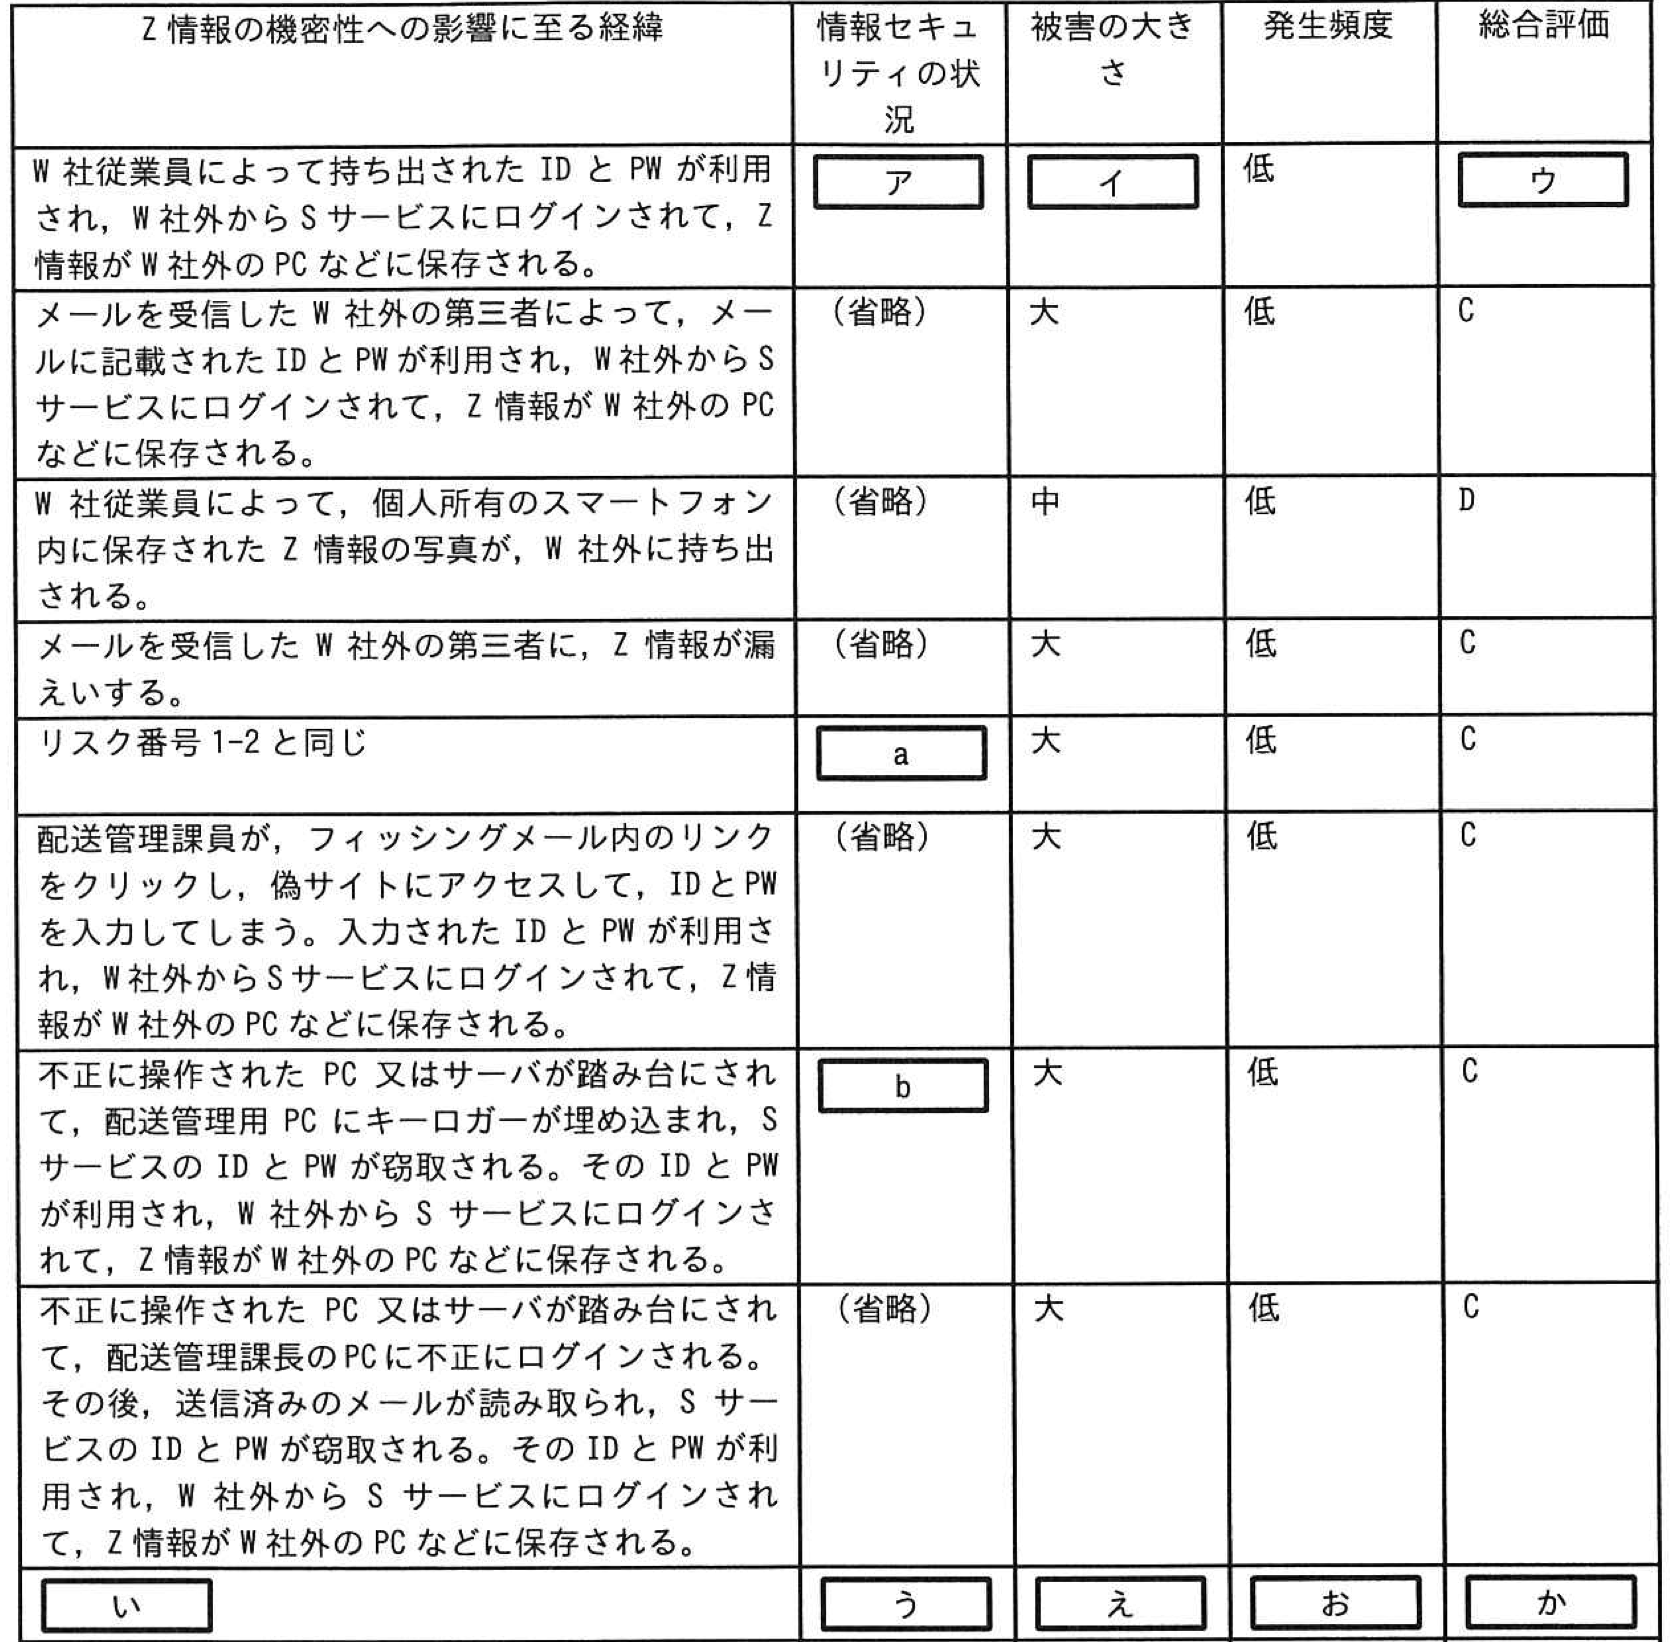 Z 情報の機密性への影響に至る経緯
情報セキュ
リティの状
況
被害の大き
さ
発生頻度
総合評価
W 社従業員によって持ち出された ID と PW が利用
され，W 社外から S サービスにログインされて，Z
情報が W 社外の PC などに保存される。
ア
イ
低
ウ
メールを受信した W 社外の第三者によって，メー
ルに記載された ID と PW が利用され，W 社外から S
サービスにログインされて，Z 情報が W 社外の PC
などに保存される。
（省略）
大
低
C
W 社従業員によって，個人所有のスマートフォン
内に保存された Z 情報の写真が，W 社外に持ち出
される。
（省略）
中
低
D
メールを受信した W 社外の第三者に，Z 情報が漏
えいする。
（省略）
大
低
C
リスク番号 1-2 と同じ
a
大
低
C
配送管理課員が，フィッシングメール内のリンク
をクリックし，偽サイトにアクセスして，ID と PW
を入力してしまう。入力された ID と PW が利用さ
れ，W 社外から S サービスにログインされて，Z 情
報が W 社外の PC などに保存される。
（省略）
大
低
C
不正に操作された PC 又はサーバが踏み台にされ
て，配送管理用 PC にキーロガーが埋め込まれ，S
サービスの ID と PW が窃取される。その ID と PW
が利用され，W 社外から S サービスにログインさ
れて，Z 情報が W 社外の PC などに保存される。
b
大
低
C
不正に操作された PC 又はサーバが踏み台にされ
て，配送管理課長の PC に不正にログインされる。
その後，送信済みのメールが読み取られ，S サー
ビスの ID と PW が窃取される。その ID と PW が利
用され，W 社外から S サービスにログインされ
て，Z 情報が W 社外の PC などに保存される。
（省略）
大
低
C
い
う
え
お
か